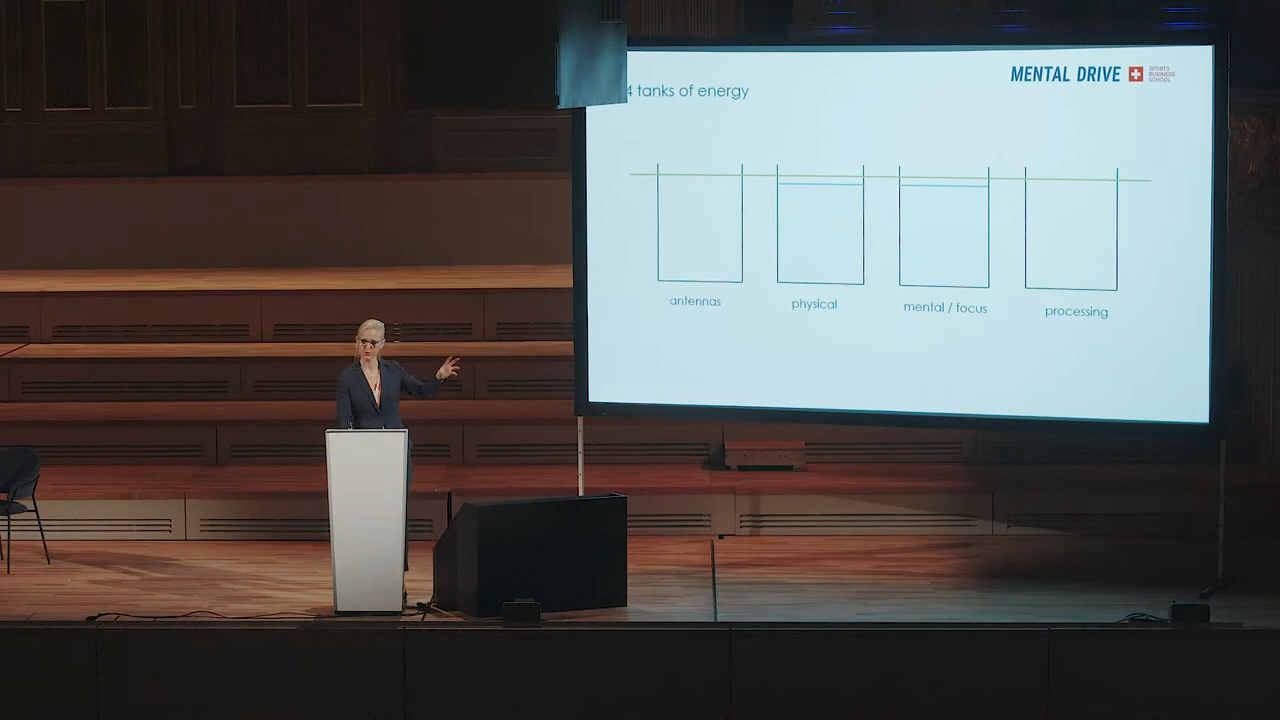 MENTAL DRIVE
SPORTS
BUSINESS
SCHOOL
4 tanks of energy
antennas
physical
mental / focus
processing